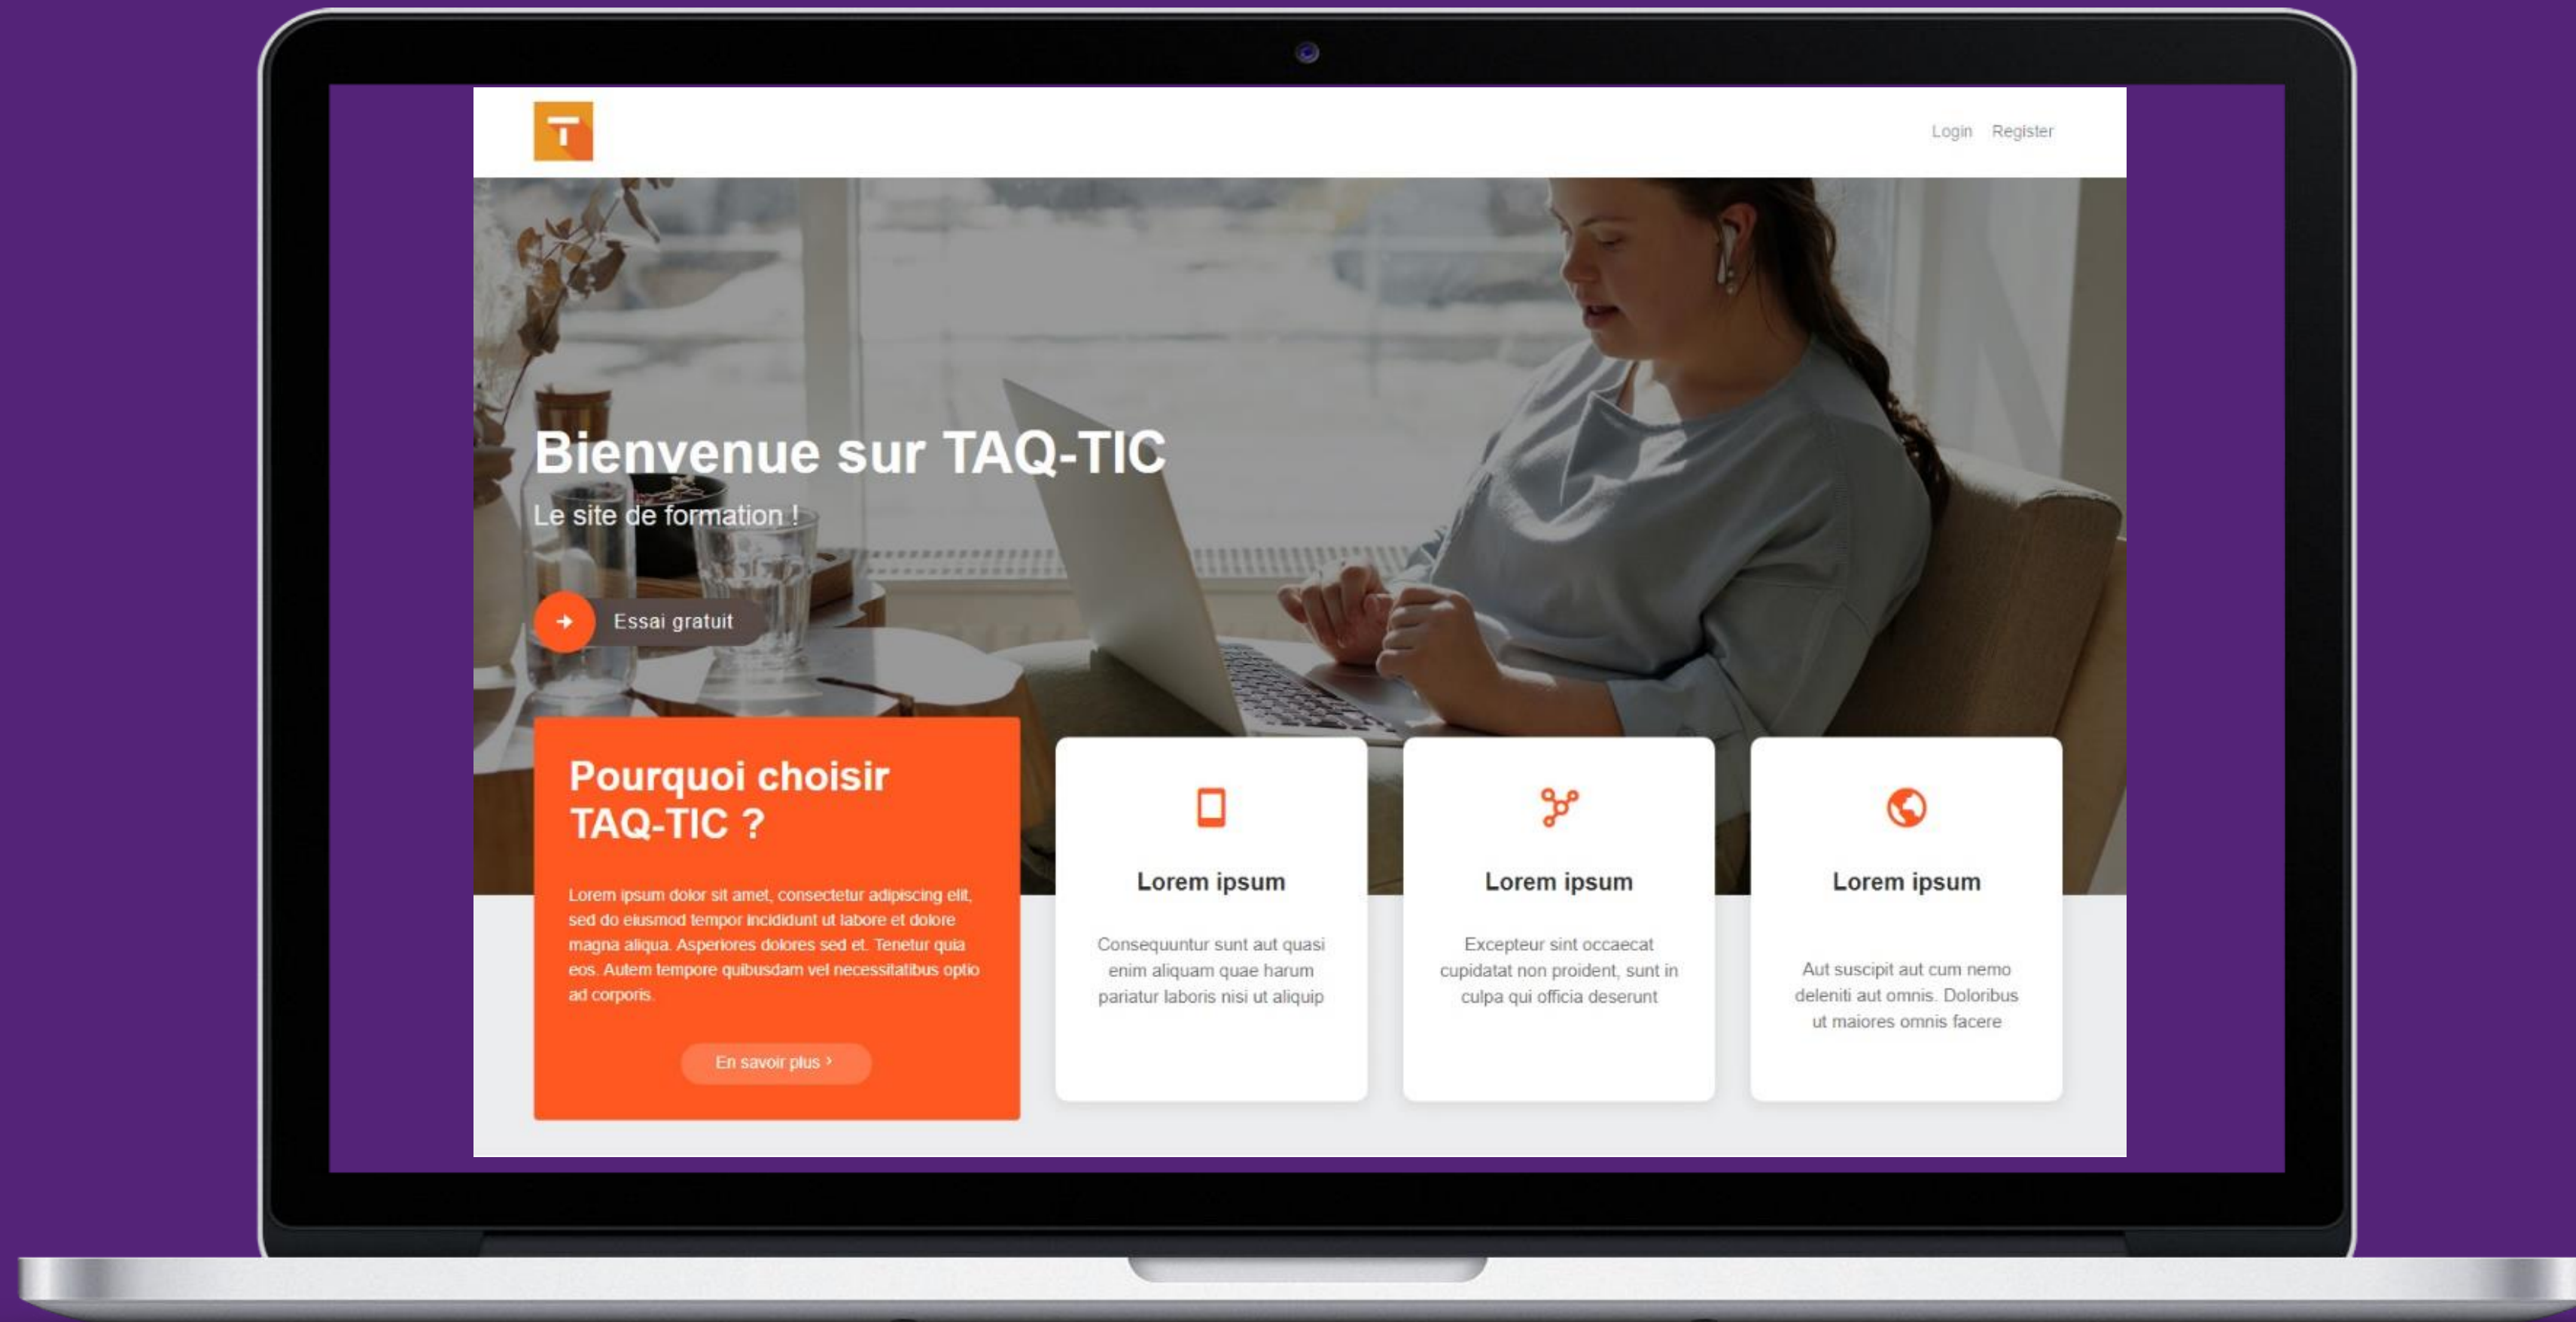 T
Login Register
Bienvenue sur TAQ-TIC
Le site de formation !
Essai gratuit
Pourquoi choisir
TAQ-TIC ?
Lorem ipsum dolor sit amet, consectetur adipiscing elit,
sed do eiusmod tempor incididunt ut labore et dolore
magna aliqua. Asperiores dolores sed et. Tenetur quia
eos. Autem tempore quibusdam vel necessitatibus optio
ad corporis.
En savoir plus ›
Lorem ipsum
Consequuntur sunt aut quasi
enim aliquam quae harum
pariatur laboris nisi ut aliquip
Lorem ipsum
Excepteur sint occaecat
cupidatat non proident, sunt in
culpa qui officia deserunt
Lorem ipsum
Aut suscipit aut cum nemo
deleniti aut omnis. Doloribus
ut maiores omnis facere